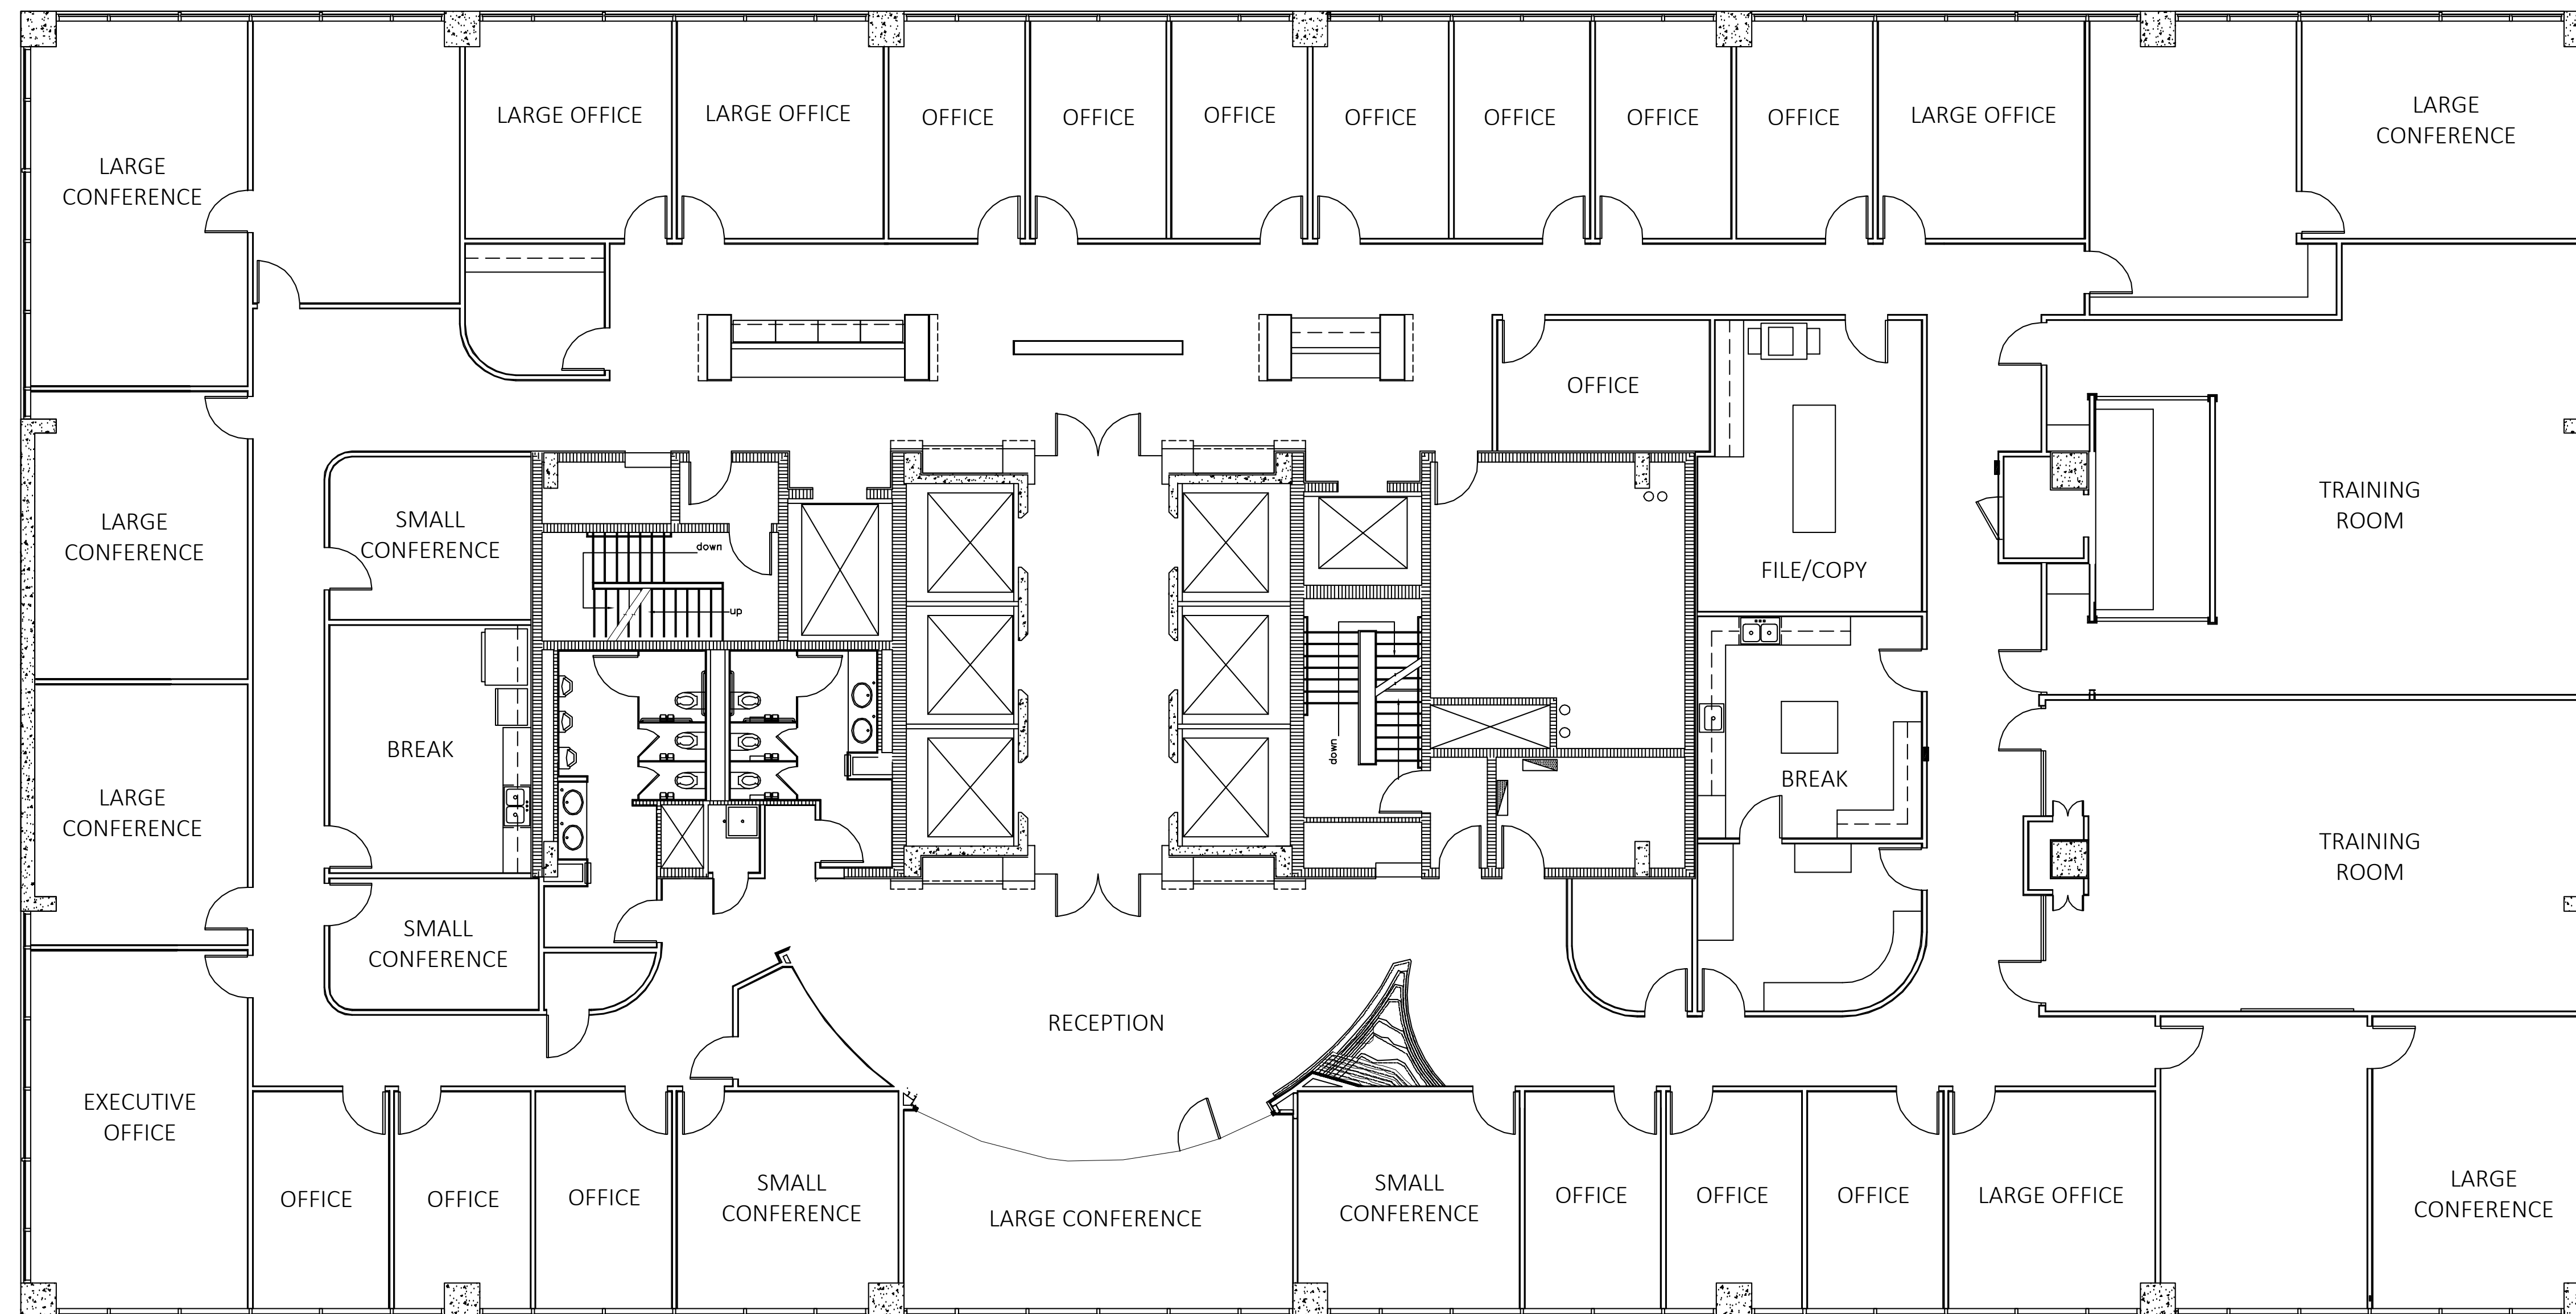 LARGE OFFICE
LARGE OFFICE
OFFICE
OFFICE
OFFICE
OFFICE
OFFICE
OFFICE
OFFICE
LARGE OFFICE
LARGE
CONFERENCE
LARGE
CONFERENCE
OFFICE
LARGE
CONFERENCE
SMALL
CONFERENCE
down
up
FILE/COPY
TRAINING
ROOM
LARGE
CONFERENCE
BREAK
down
BREAK
TRAINING
ROOM
SMALL
CONFERENCE
RECEPTION
EXECUTIVE
OFFICE
OFFICE
OFFICE
OFFICE
SMALL
CONFERENCE
LARGE CONFERENCE
SMALL
CONFERENCE
OFFICE
OFFICE
OFFICE
LARGE OFFICE
LARGE
CONFERENCE